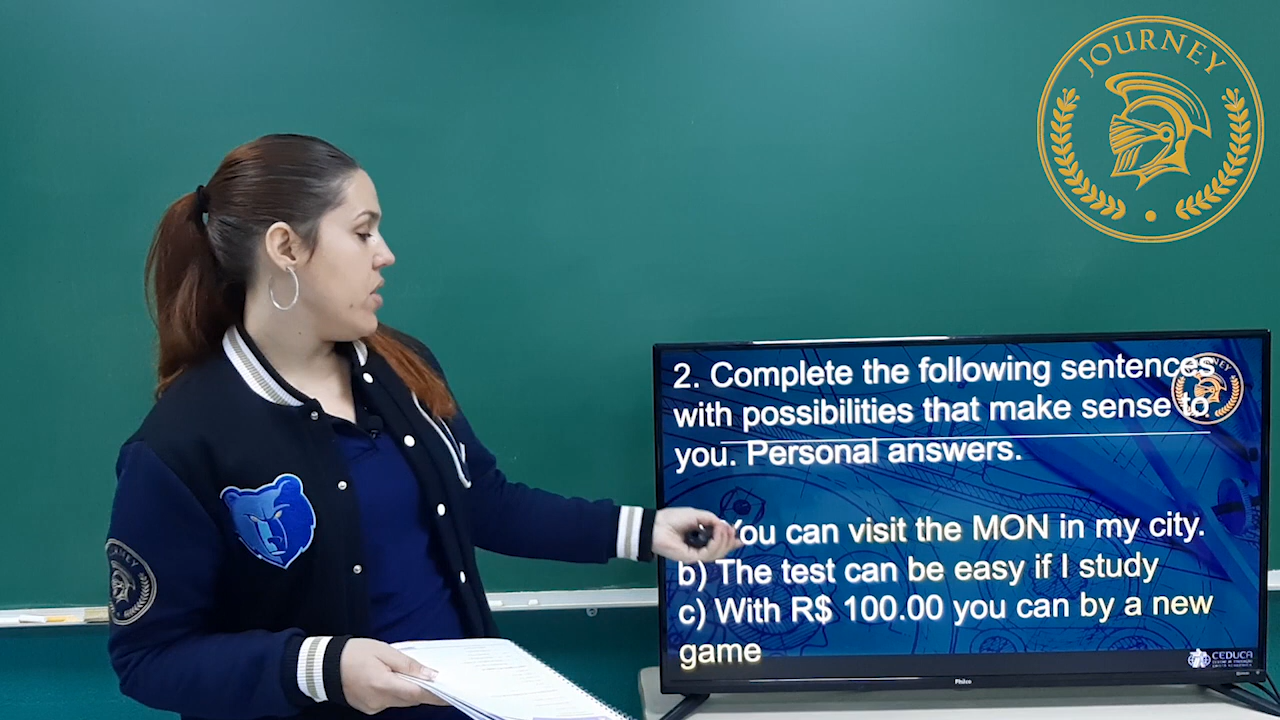 JOURNEY
2. Complete the following sentences
with possibilities that make sense to
you. Personal answers.
You can visit the MON in my city.
b) The test can be easy if I study
c) With R$ 100.00 you can by a new
game
CEDUCA
Philco
JOURNEY